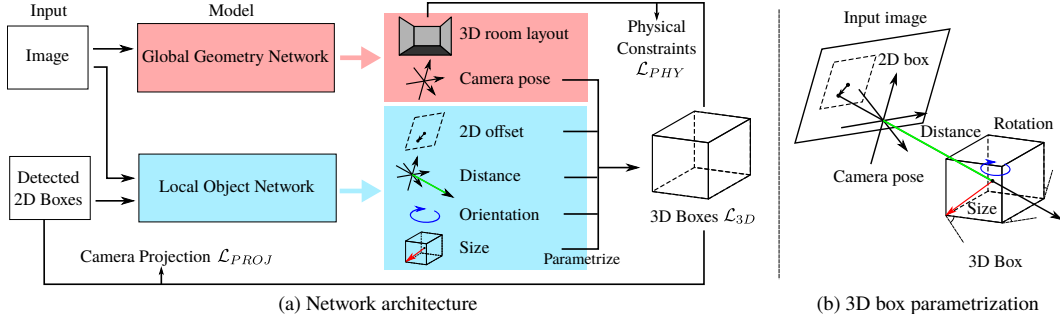 Input
Model
Image
Global Geometry Network
3D room layout
Camera pose
Physical
Constraints
ℒ_PHY
Detected
2D Boxes
Local Object Network
2D offset
Distance
Orientation
Size
Parametrize
3D Boxes ℒ_3D
Camera Projection ℒ_PROJ
(a) Network architecture
Input image
2D box
Distance
Rotation
Camera pose
Size
3D Box
(b) 3D box parametrization